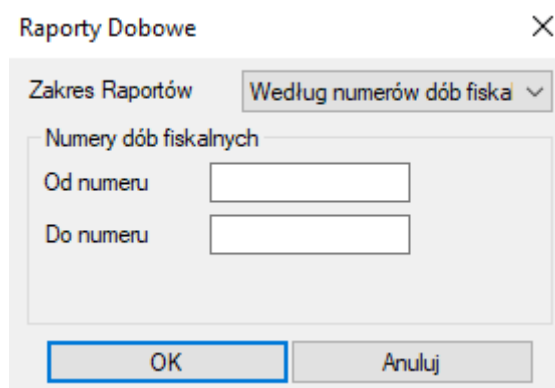 Raporty Dobowe
Zakres Raportów Według numerów dób fiskal
Numery dób fiskalnych
Od numeru
Do numeru
OK Anuluj